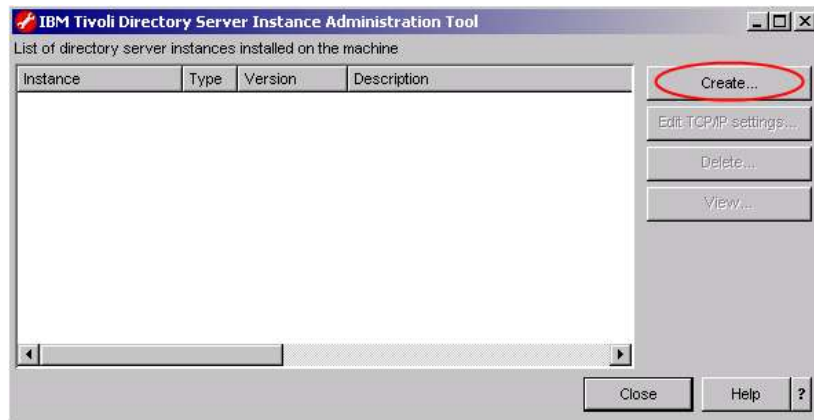 IBM Tivoli Directory Server Instance Administration Tool
List of directory server instances installed on the machine
Instance Type Version Description
Create...
Edit TCP/IP settings...
Delete...
View...
Close Help ?